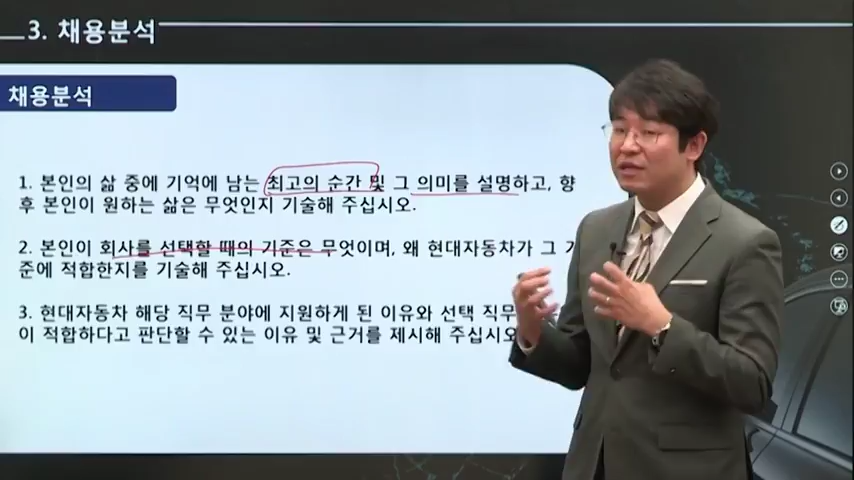 3. 채용분석
채용분석
1. 본인의 삶 중에 기억에 남는 최고의 순간 및 그 의미를 설명하고, 향
후 본인이 원하는 삶은 무엇인지 기술해 주십시오.
2. 본인이 회사를 선택할 때의 기준은 무엇이며, 왜 현대자동차가 그
준에 적합한지를 기술해 주십시오.
3. 현대자동차 해당 직무 분야에 지원하게 된 이유와 선택 직무
이 적합하다고 판단할 수 있는 이유 및 근거를 제시해 주십시오